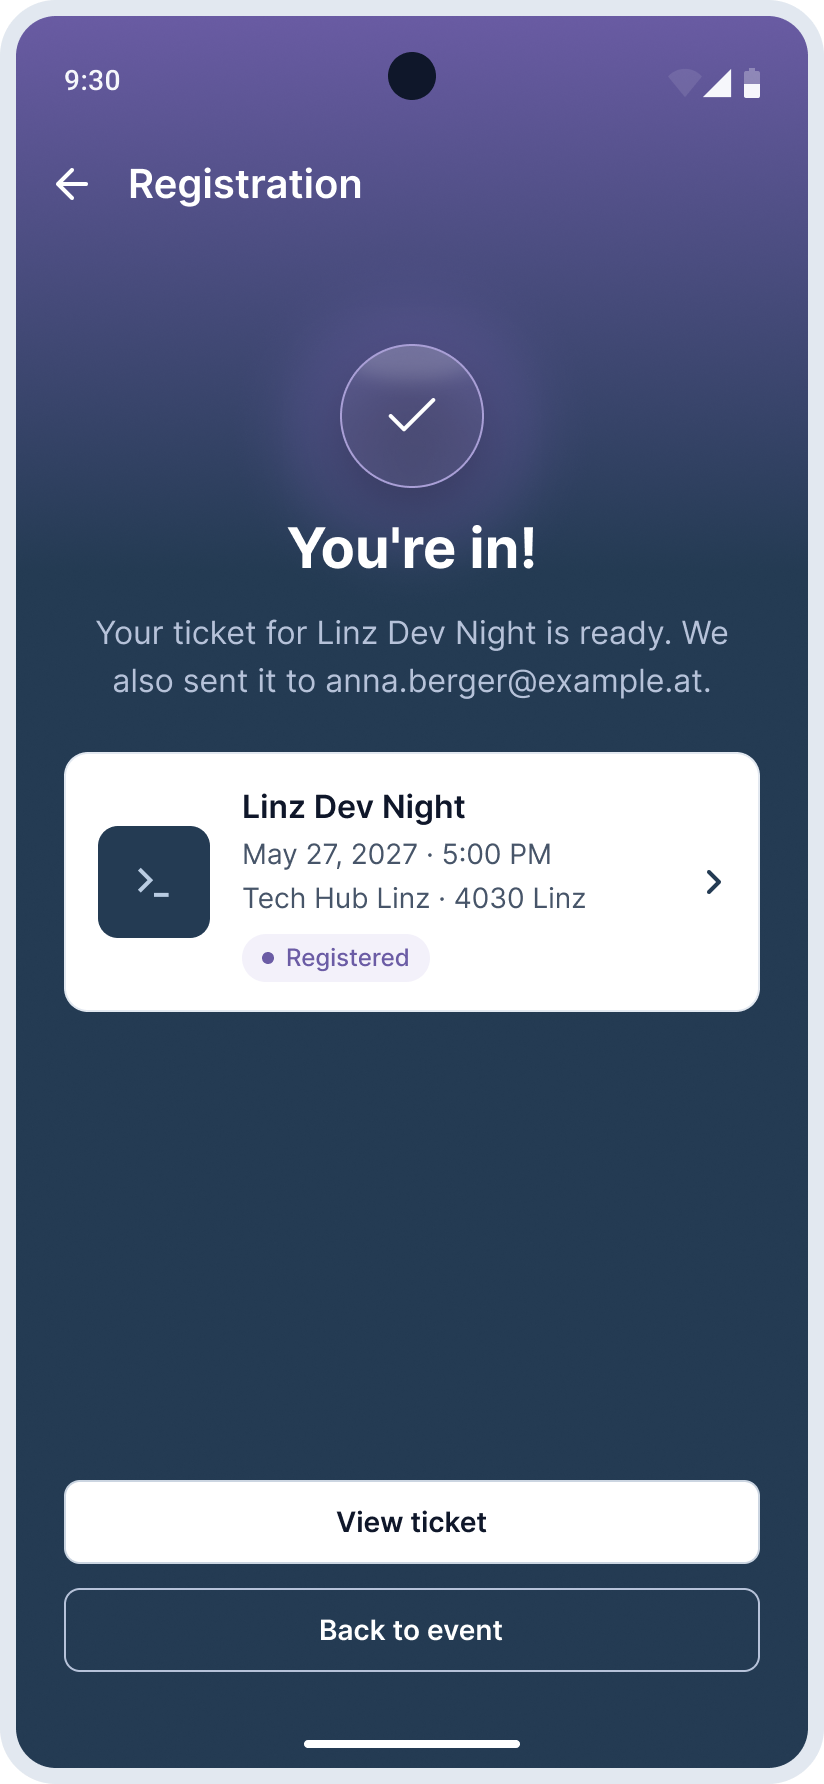 9:30
Registration
You're in!
Your ticket for Linz Dev Night is ready. We
also sent it to anna.berger@example.at.
Linz Dev Night
May 27, 2027 · 5:00 PM
Tech Hub Linz · 4030 Linz
Registered
View ticket
Back to event